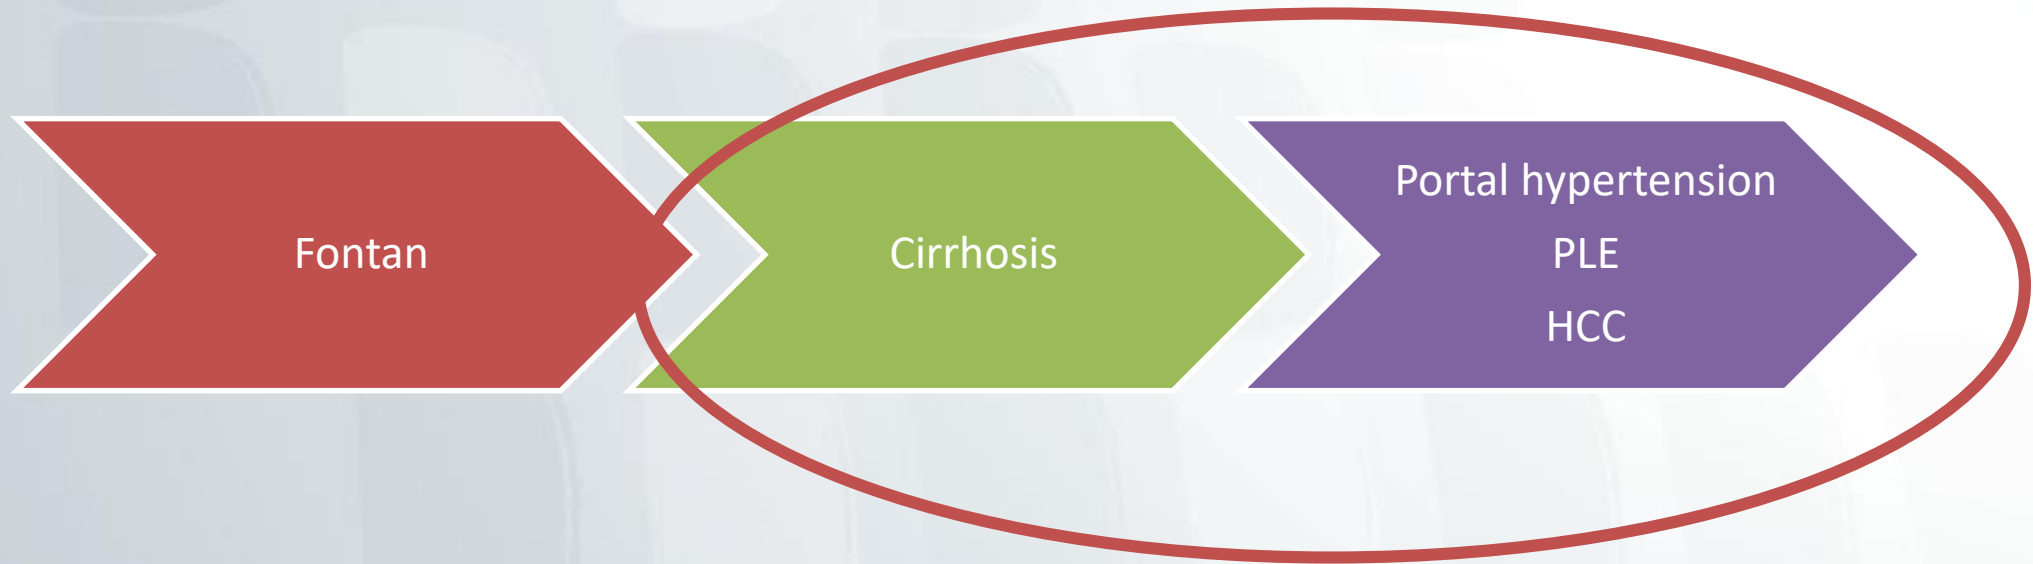 Fontan
Cirrhosis
Portal hypertension
PLE
HCC